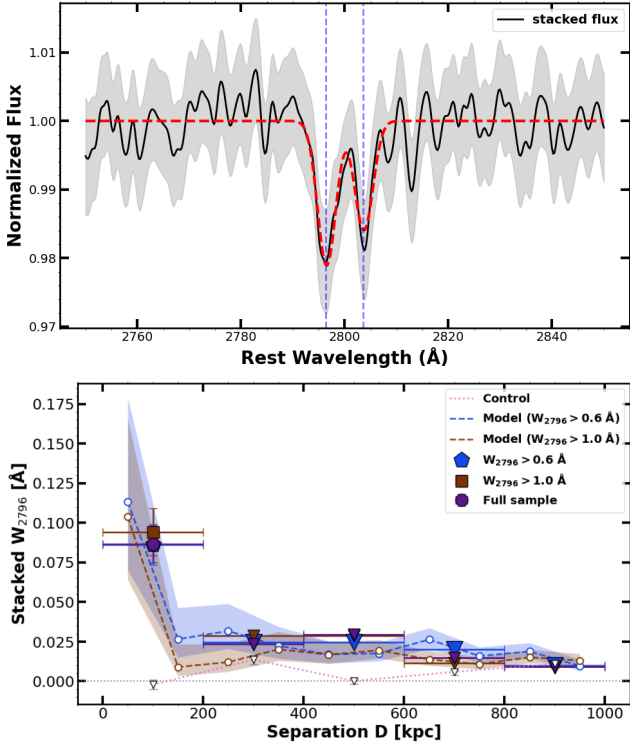 stacked flux
1.01
1.00
0.99
0.98
0.97
Normalized Flux
2760
2780
2800
2820
2840
Rest Wavelength (Å)
Control
Model (W₂₇₉₆ > 0.6 Å)
Model (W₂₇₉₆ > 1.0 Å)
W₂₇₉₆ > 0.6 Å
W₂₇₉₆ > 1.0 Å
Full sample
0.175
0.150
0.125
0.100
0.075
0.050
0.025
0.000
Stacked W₂₇₉₆ [Å]
0
200
400
600
800
1000
Separation D [kpc]